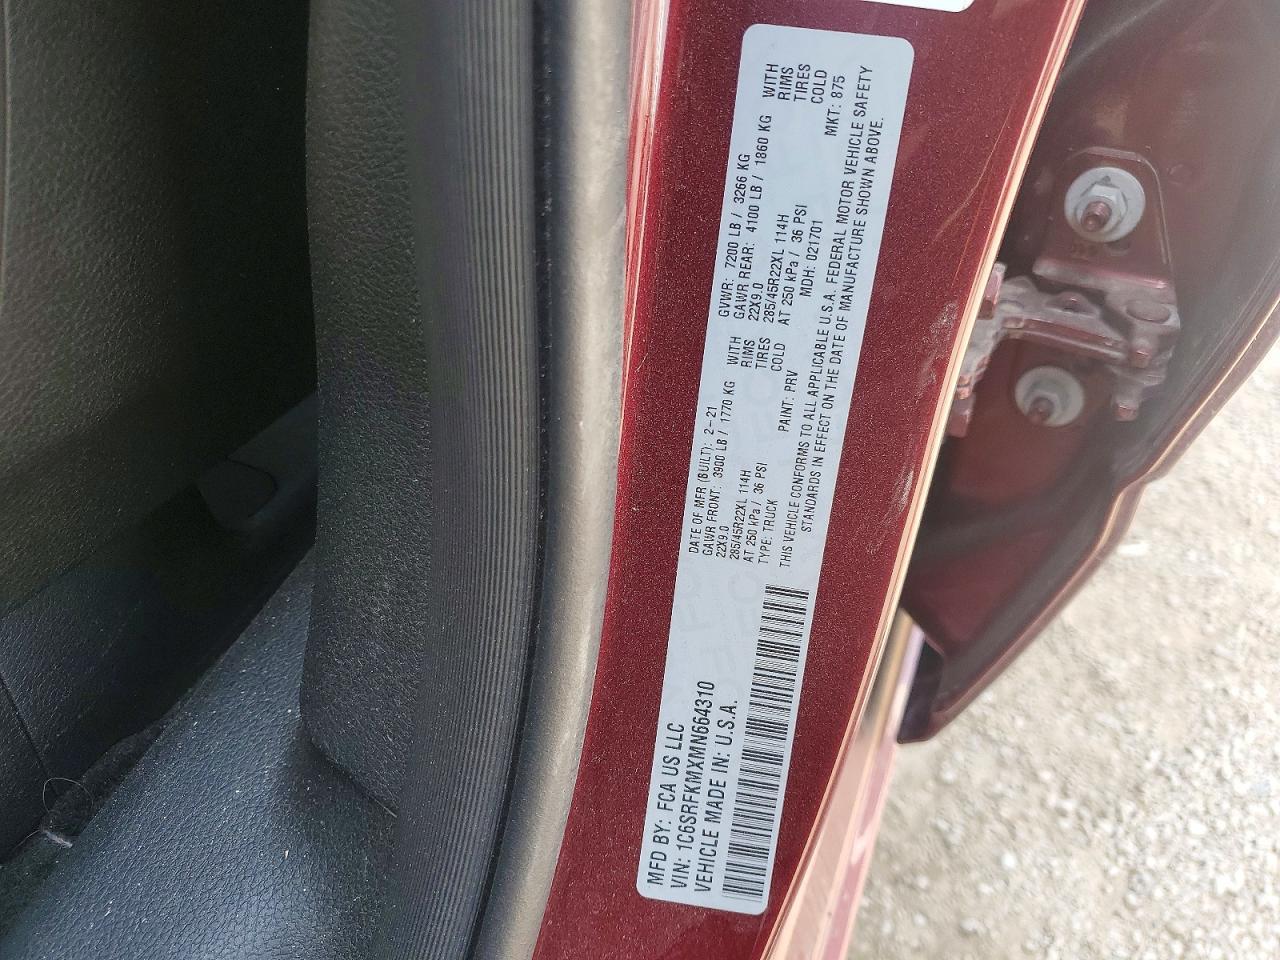 MFD BY: FCA US LLC
VIN: 1C6SRFKMXMN664310
VEHICLE MADE IN: U.S.A.
DATE OF MFR (BUILT): 2-21 GVWR: 7200 LB / 3266 KG
GAWR FRONT: 3900 LB / 1770 KG WITH GAWR REAR: 4100 LB / 1860 KG WITH
22X9.0 RIMS 22X9.0 RIMS
285/45R22XL 114H TIRES 285/45R22XL 114H TIRES
AT 250 kPa / 36 PSI COLD AT 250 kPa / 36 PSI COLD
TYPE: TRUCK PAINT: PRV MDH: 021701 MKT: 875
THIS VEHICLE CONFORMS TO ALL APPLICABLE U.S.A. FEDERAL MOTOR VEHICLE SAFETY
STANDARDS IN EFFECT ON THE DATE OF MANUFACTURE SHOWN ABOVE.